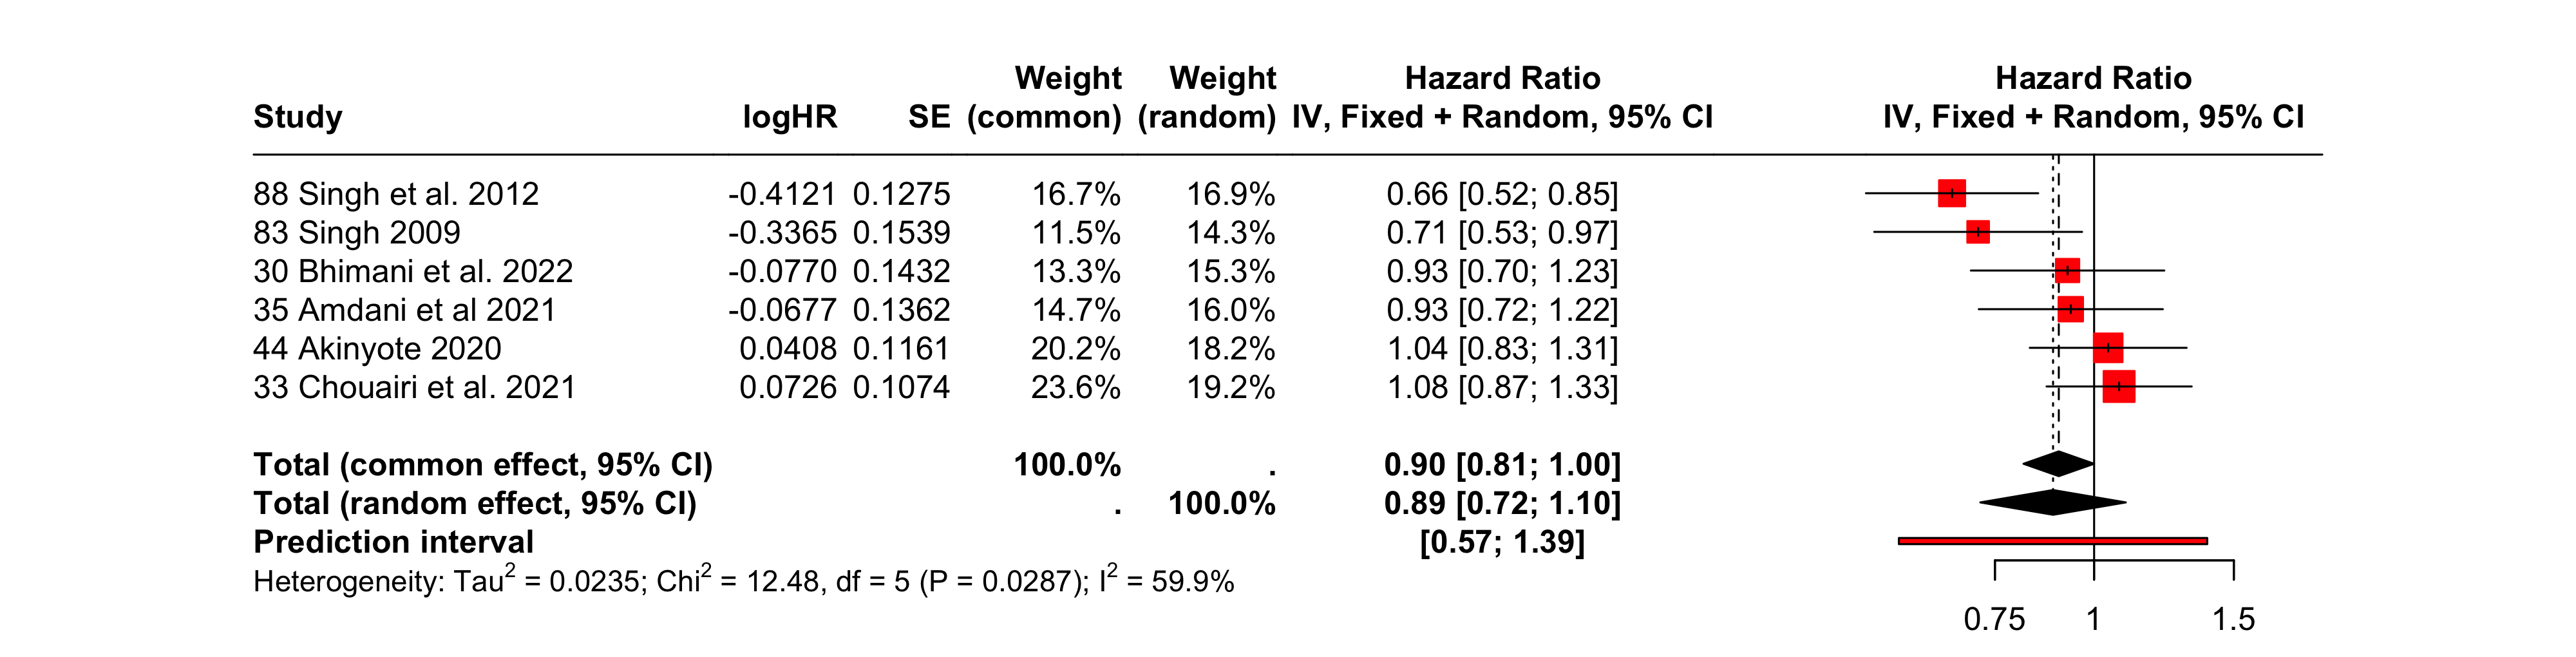 Weight Weight Hazard Ratio Hazard Ratio
Study logHR SE (common) (random) IV, Fixed + Random, 95% CI IV, Fixed + Random, 95% CI
88 Singh et al. 2012 -0.4121 0.1275 16.7% 16.9% 0.66 [0.52; 0.85]
83 Singh 2009 -0.3365 0.1539 11.5% 14.3% 0.71 [0.53; 0.97]
30 Bhimani et al. 2022 -0.0770 0.1432 13.3% 15.3% 0.93 [0.70; 1.23]
35 Amdani et al 2021 -0.0677 0.1362 14.7% 16.0% 0.93 [0.72; 1.22]
44 Akinyote 2020 0.0408 0.1161 20.2% 18.2% 1.04 [0.83; 1.31]
33 Chouairi et al. 2021 0.0726 0.1074 23.6% 19.2% 1.08 [0.87; 1.33]
Total (common effect, 95% CI) 100.0% . 0.90 [0.81; 1.00]
Total (random effect, 95% CI) . 100.0% 0.89 [0.72; 1.10]
Prediction interval [0.57; 1.39]
Heterogeneity: Tau² = 0.0235; Chi² = 12.48, df = 5 (P = 0.0287); I² = 59.9%
0.75 1 1.5